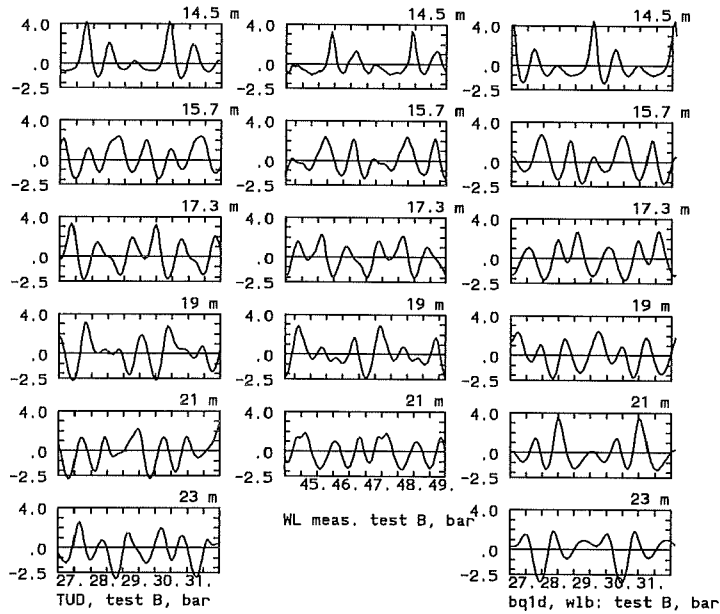 14.5 m 14.5 m 14.5 m
4.0 4.0 4.0
.0 .0 .0
-2.5 -2.5 -2.5
15.7 m 15.7 m 15.7 m
4.0 4.0 4.0
.0 .0 .0
-2.5 -2.5 -2.5
17.3 m 17.3 m 17.3 m
4.0 4.0 4.0
.0 .0 .0
-2.5 -2.5 -2.5
19 m 19 m 19 m
4.0 4.0 4.0
.0 .0 .0
-2.5 -2.5 -2.5
21 m 21 m 21 m
4.0 4.0 4.0
.0 .0 .0
-2.5 -2.5 -2.5
45. 46. 47. 48. 49.
WL meas. test B, bar
23 m 23 m
4.0 4.0
.0 .0
-2.5 -2.5
27. 28. 29. 30. 31. 27. 28. 29. 30. 31.
TUD, test B, bar bq1d, wlb: test B, bar